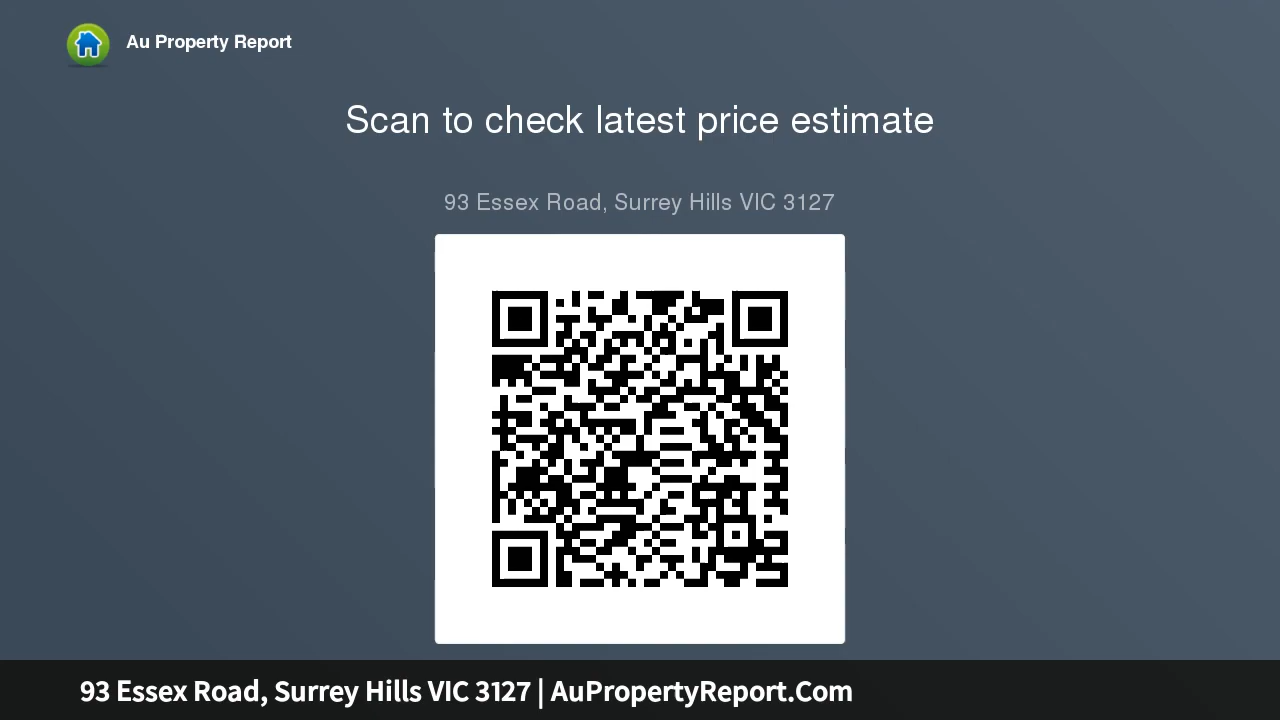 Au Property Report
Scan to check latest price estimate
93 Essex Road, Surrey Hills VIC 3127
93 Essex Road, Surrey Hills VIC 3127 | AuPropertyReport.Com